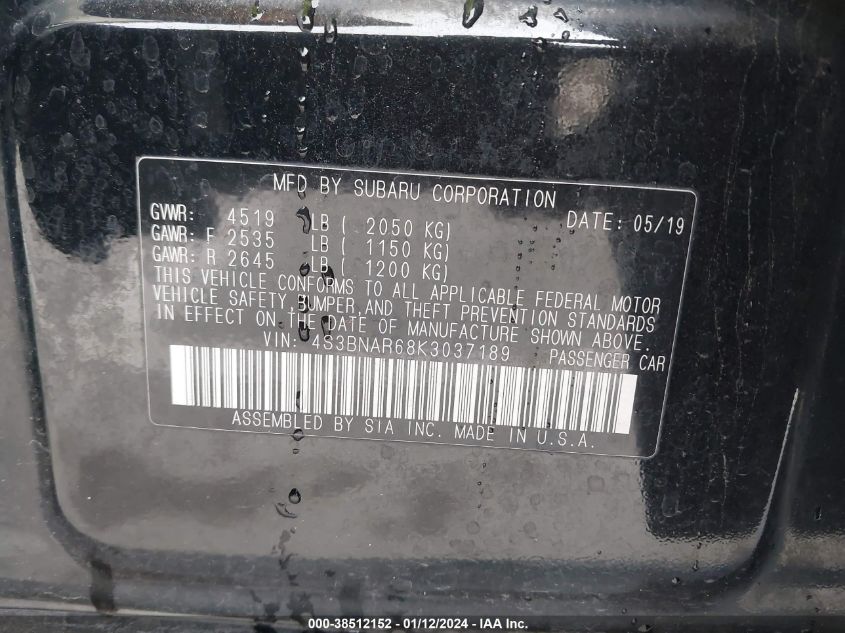 MFD BY SUBARU CORPORATION
GVWR: 4519 LB ( 2050 KG) DATE: 05/19
GAWR: F 2535 LB ( 1150 KG)
GAWR: R 2645 LB ( 1200 KG)
THIS VEHICLE CONFORMS TO ALL APPLICABLE FEDERAL MOTOR
VEHICLE SAFETY, BUMPER, AND THEFT PREVENTION STANDARDS
IN EFFECT ON THE DATE OF MANUFACTURE SHOWN ABOVE.
VIN: 4S3BNAR68K3037189 PASSENGER CAR
ASSEMBLED BY SIA INC. MADE IN U.S.A.
000-38512152 - 01/12/2024 - IAA Inc.